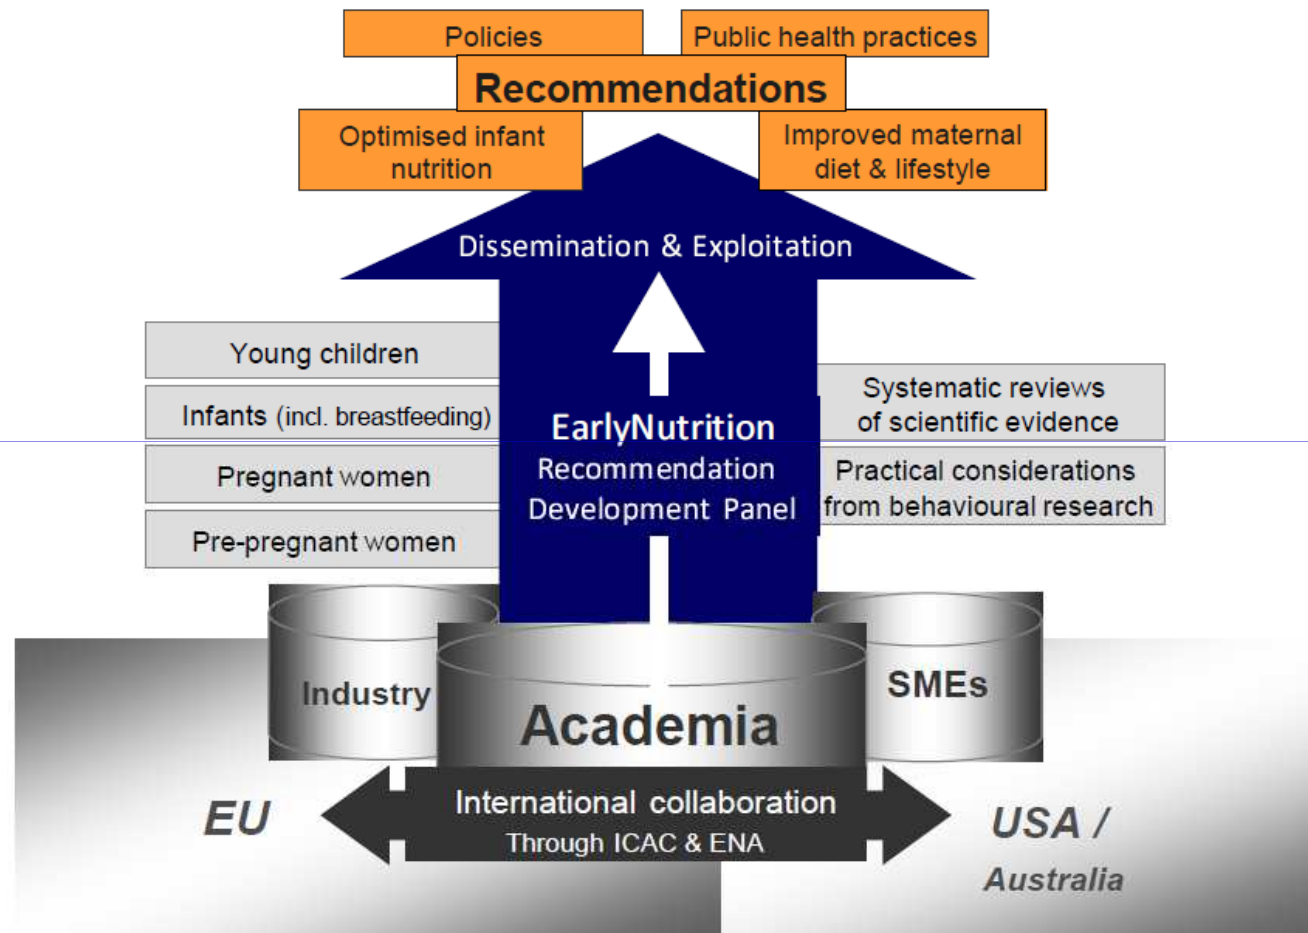 Policies
Public health practices
Recommendations
Optimised infant
nutrition
Improved maternal
diet & lifestyle
Dissemination & Exploitation
Young children
Infants (incl. breastfeeding)
Pregnant women
Pre-pregnant women
EarlyNutrition
Recommendation
Development Panel
Systematic reviews
of scientific evidence
Practical considerations
from behavioural research
Industry
Academia
SMEs
EU
International collaboration
Through ICAC & ENA
USA /
Australia